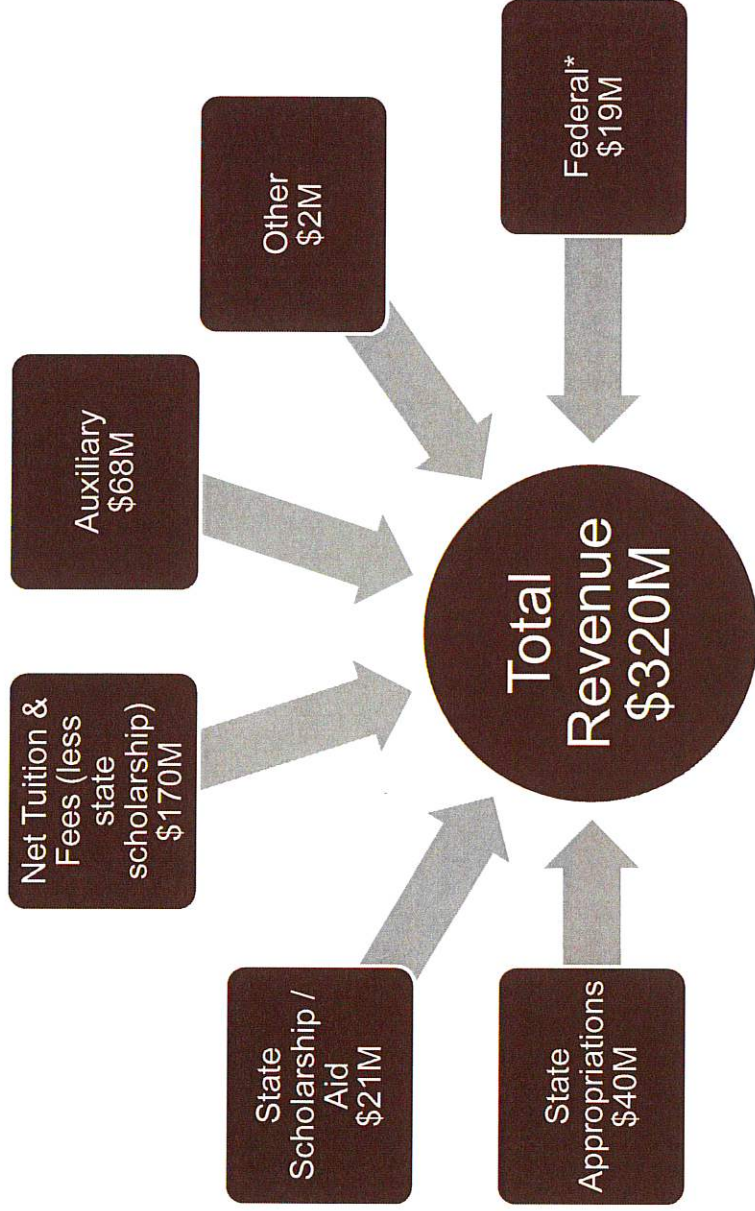 State
Appropriations
$40M
State
Scholarship /
Aid
$21M
Net Tuition &
Fees (less
state
scholarship)
$170M
Auxiliary
$68M
Other
$2M
Federal*
$19M
Total
Revenue
$320M